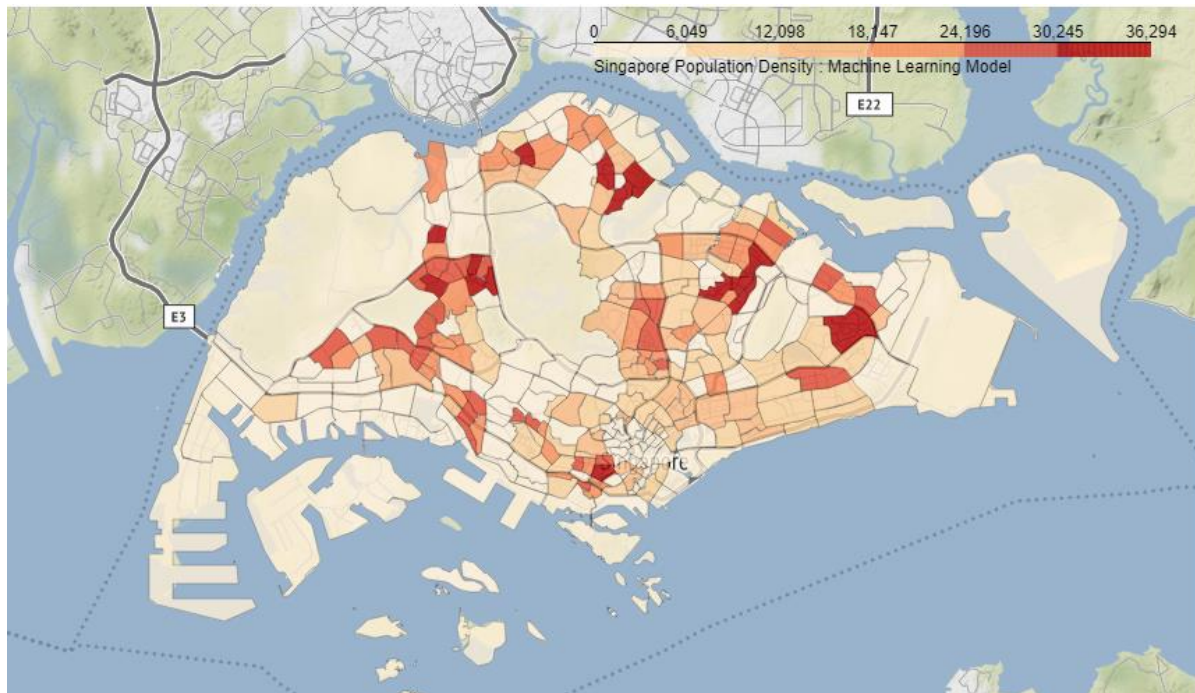 0 6,049 12,098 18,147 24,196 30,245 36,294
Singapore Population Density : Machine Learning Model
E22
E3
Singapore